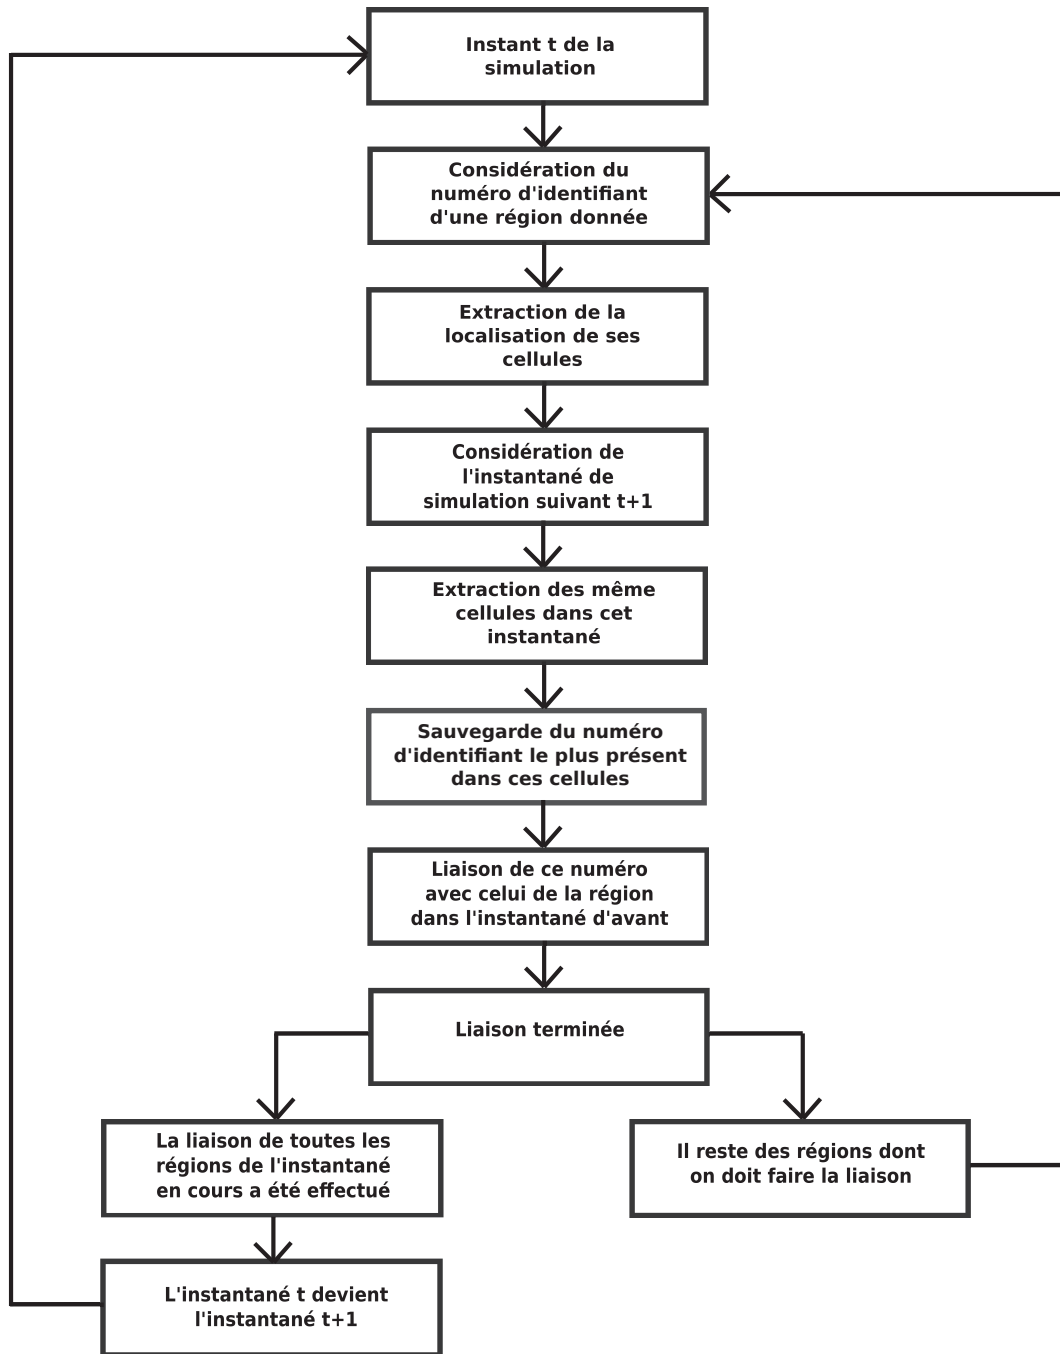 Instant t de la
simulation
Considération du
numéro d'identifiant
d'une région donnée
Extraction de la
localisation de ses
cellules
Considération de
l'instantané de
simulation suivant t+1
Extraction des même
cellules dans cet
instantané
Sauvegarde du numéro
d'identifiant le plus présent
dans ces cellules
Liaison de ce numéro
avec celui de la région
dans l'instantané d'avant
Liaison terminée
La liaison de toutes les
régions de l'instantané
en cours a été effectué
Il reste des régions dont
on doit faire la liaison
L'instantané t devient
l'instantané t+1